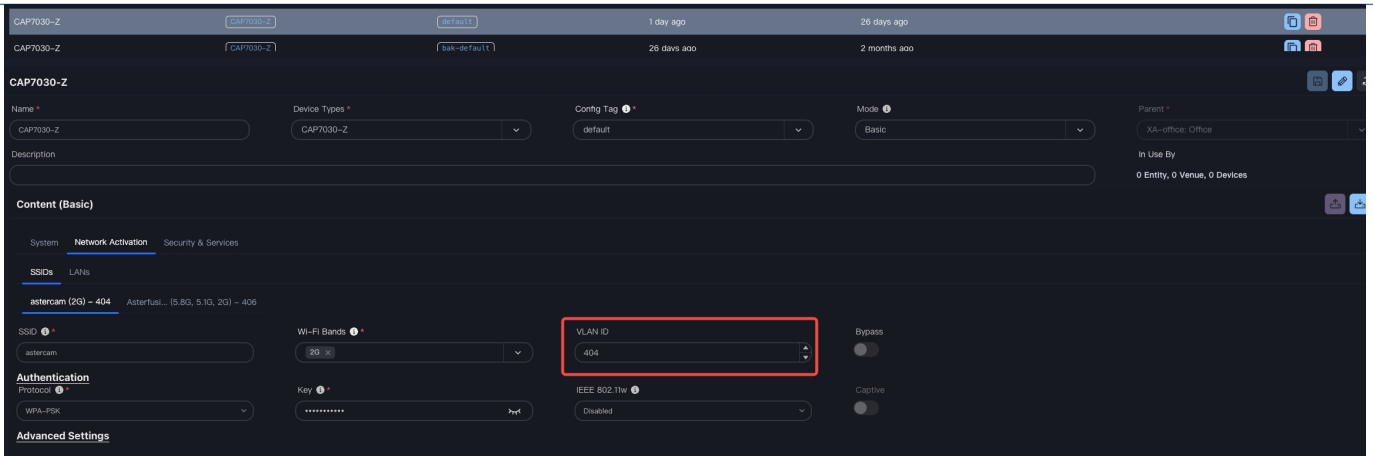 CAP7030-Z CAP7030-Z default 1 day ago 26 days ago
CAP7030-Z CAP7030-Z bak-default 26 days ago 2 months ago
CAP7030-Z
Name * Device Types * Config Tag * Mode Parent *
CAP7030-Z CAP7030-Z default Basic XA-office: Office
Description In Use By
0 Entity, 0 Venue, 0 Devices
Content (Basic)
System Network Activation Security & Services
SSIDs LANs
astercam (2G) - 404 Asterfusi... (5.8G, 5.1G, 2G) - 406
SSID * Wi-Fi Bands * VLAN ID Bypass
astercam 2G × 404
Authentication
Protocol * Key * IEEE 802.11w Captive
WPA-PSK ••••••••••• Disabled
Advanced Settings